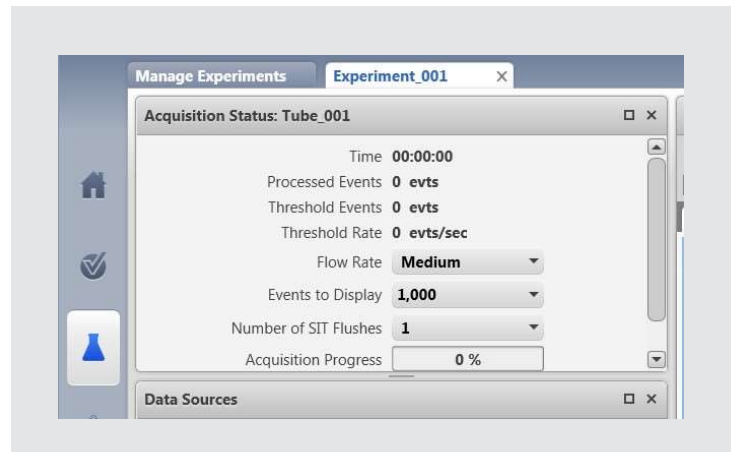 Manage Experiments Experiment_001
Acquisition Status: Tube_001
Time 00:00:00
Processed Events 0 evts
Threshold Events 0 evts
Threshold Rate 0 evts/sec
Flow Rate Medium
Events to Display 1,000
Number of SIT Flushes 1
Acquisition Progress 0 %
Data Sources